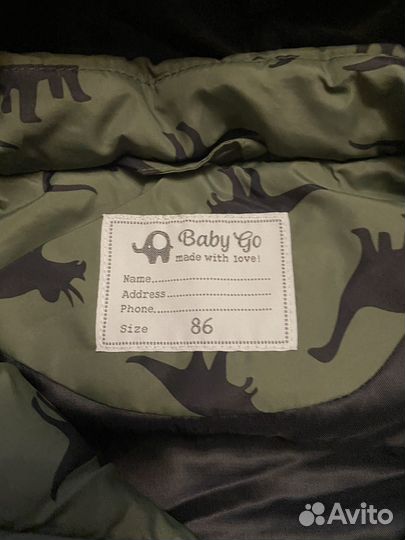 Baby Go
made with love!
Name..............................
Address.........................
Phone............................
Size 86
Avito